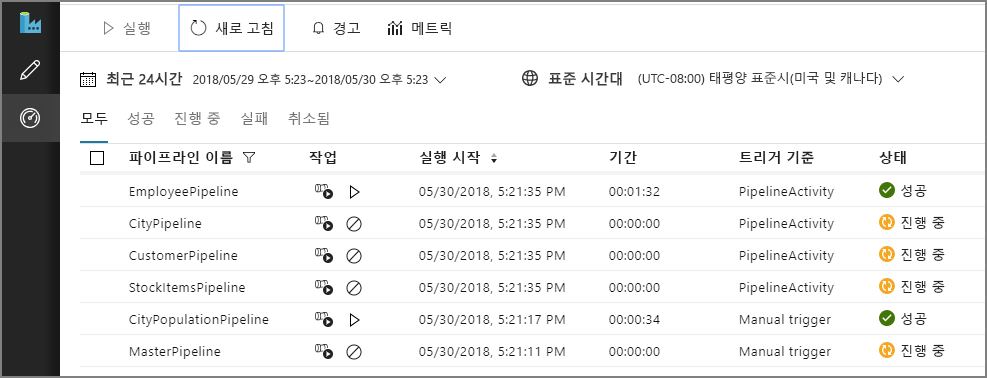 실행 새로 고침 경고 메트릭
최근 24시간 2018/05/29 오후 5:23~2018/05/30 오후 5:23 표준 시간대 (UTC-08:00) 태평양 표준시(미국 및 캐나다)
모두 성공 진행 중 실패 취소됨
파이프라인 이름 작업 실행 시작 기간 트리거 기준 상태
EmployeePipeline 05/30/2018, 5:21:35 PM 00:01:32 PipelineActivity 성공
CityPipeline 05/30/2018, 5:21:35 PM 00:00:00 PipelineActivity 진행 중
CustomerPipeline 05/30/2018, 5:21:35 PM 00:00:00 PipelineActivity 진행 중
StockItemsPipeline 05/30/2018, 5:21:35 PM 00:00:00 PipelineActivity 진행 중
CityPopulationPipeline 05/30/2018, 5:21:17 PM 00:00:34 Manual trigger 성공
MasterPipeline 05/30/2018, 5:21:11 PM 00:00:00 Manual trigger 진행 중